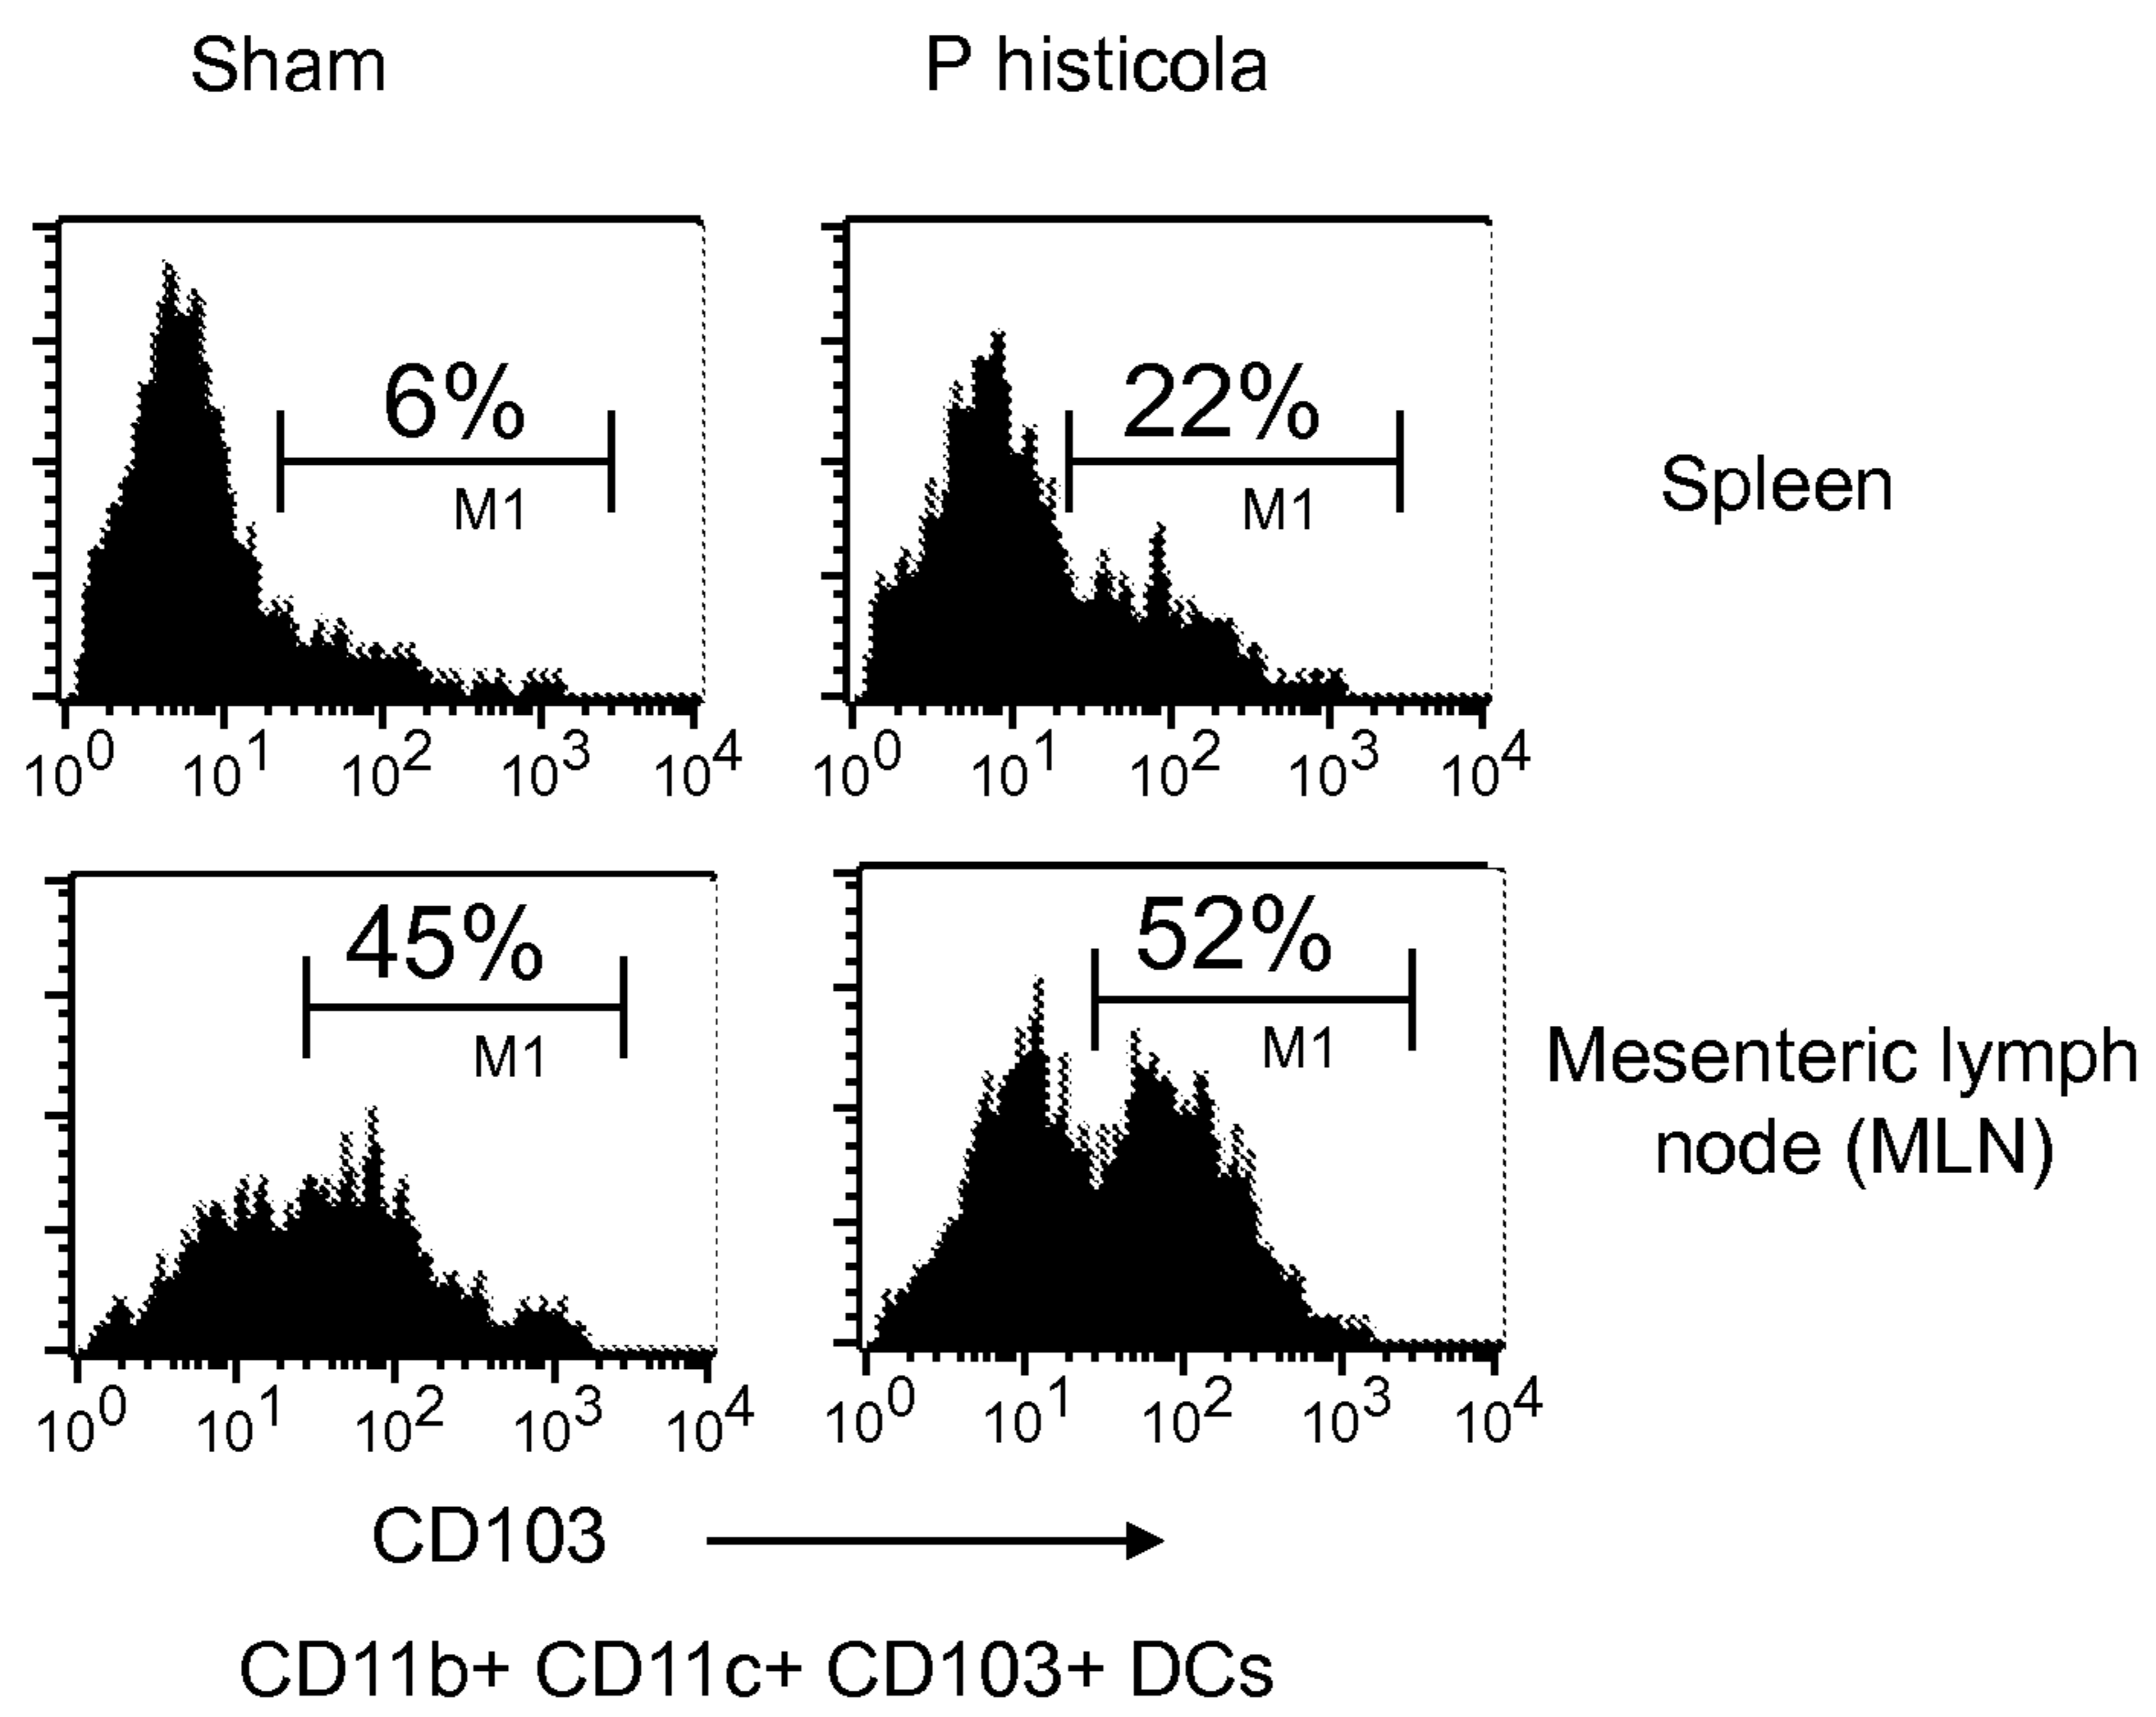 Sham P histicola
6% 22%
M1 M1
Spleen
10^0 10^1 10^2 10^3 10^4 10^0 10^1 10^2 10^3 10^4
45% 52%
M1 M1
Mesenteric lymph
node (MLN)
10^0 10^1 10^2 10^3 10^4 10^0 10^1 10^2 10^3 10^4
CD103
CD11b+ CD11c+ CD103+ DCs